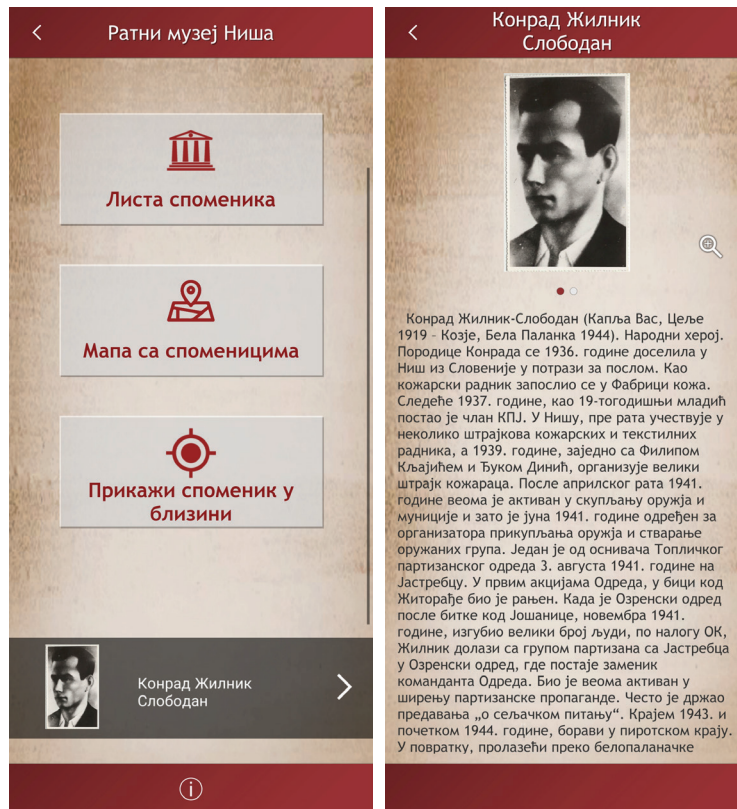 Ратни музеј Ниша
Листа споменика
Мапа са споменицима
Прикажи споменик у
близини
Конрад Жилник
Слободан
Конрад Жилник
Слободан
Конрад Жилник-Слободан (Капља Вас, Цеље
1919 – Козје, Бела Паланка 1944). Народни херој.
Породице Конрада се 1936. године доселила у
Ниш из Словеније у потрази за послом. Као
кожарски радник запослио се у Фабрици кожа.
Следеће 1937. године, као 19-тогодишњи младић
постао је члан КПЈ. У Нишу, пре рата учествује у
неколико штрајкова кожарских и текстилних
радника, а 1939. године, заједно са Филипом
Кљајићем и Ђуком Динић, организује велики
штрајк кожараца. После априлског рата 1941.
године веома је активан у скупљању оружја и
муниције и зато је јуна 1941. године одређен за
организатора прикупљања оружја и стварање
оружаних група. Један је од оснивача Топличког
партизанског одреда 3. августа 1941. године на
Јастребцу. У првим акцијама Одреда, у бици код
Житорађе био је рањен. Када је Озренски одред
после битке код Јошанице, новембра 1941.
године, изгубио велики број људи, по налогу ОК,
Жилник долази са групом партизана са Јастребца
у Озренски одред, где постаје заменик
команданта Одреда. Био је веома активан у
ширењу партизанске пропаганде. Често је држао
предавања „о сељачком питању“. Крајем 1943. и
почетком 1944. године, борави у пиротском крају.
У повратку, пролазећи преко белопаланачке